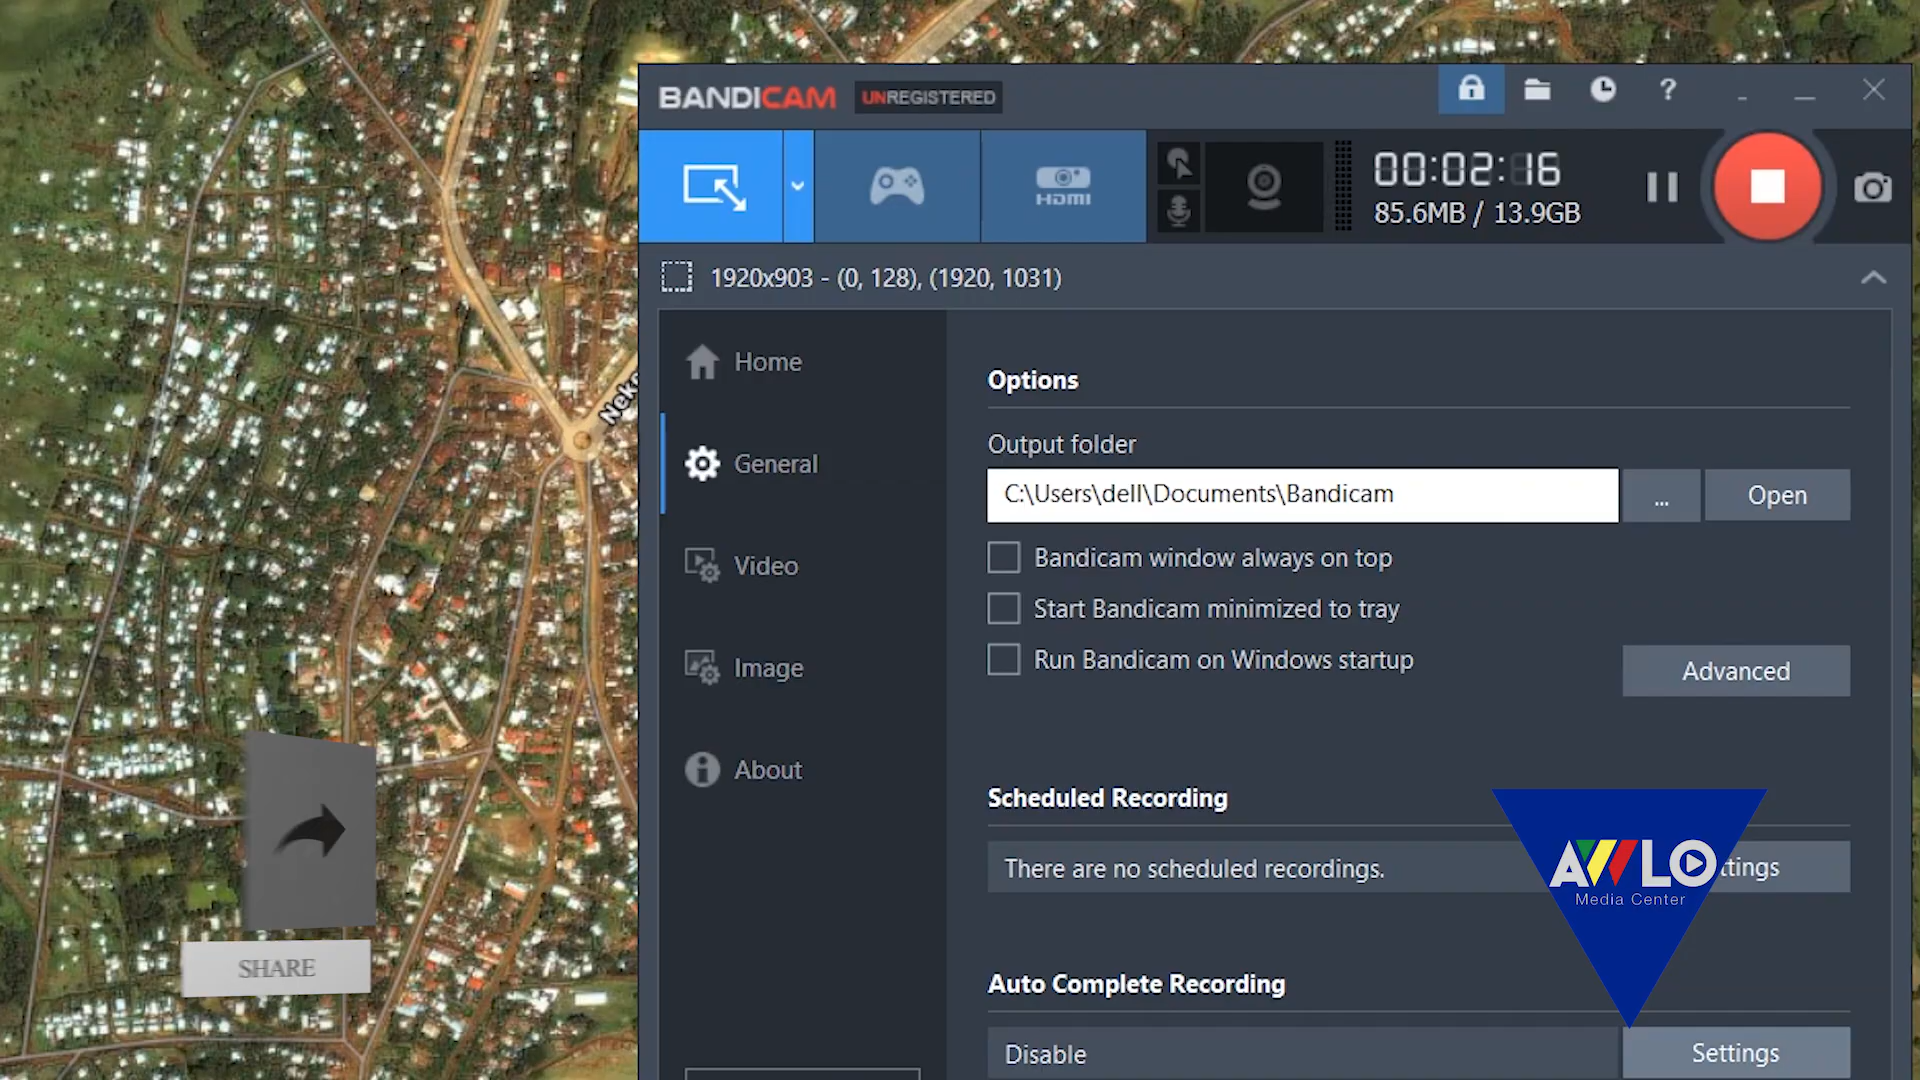 BANDICAM UNREGISTERED
?
HDMI
00:02:16
85.6MB / 13.9GB
1920x903 - (0, 128), (1920, 1031)
Home
General
Video
Image
About
Options
Output folder
C:\Users\dell\Documents\Bandicam
...
Open
Bandicam window always on top
Start Bandicam minimized to tray
Run Bandicam on Windows startup
Advanced
Scheduled Recording
There are no scheduled recordings.
ttings
AWLO
Media Center
Auto Complete Recording
Disable
Settings
SHARE